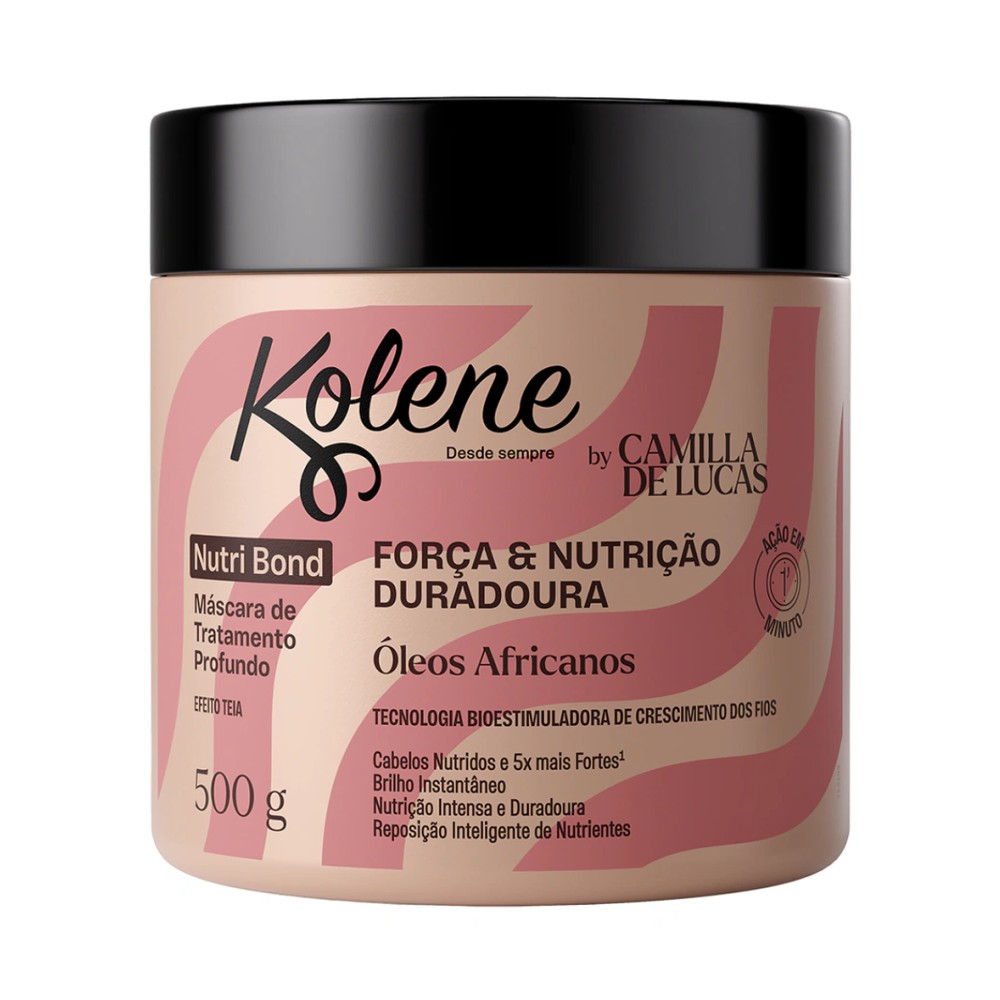 Kolene
Desde sempre
by CAMILLA
DE LUCAS
Nutri Bond
Máscara de
Tratamento
Profundo
EFEITO TEIA
500 g
FORÇA & NUTRIÇÃO
DURADOURA
Óleos Africanos
TECNOLOGIA BIOESTIMULADORA DE CRESCIMENTO DOS FIOS
Cabelos Nutridos e 5x mais Fortes¹
Brilho Instantâneo
Nutrição Intensa e Duradoura
Reposição Inteligente de Nutrientes
AÇÃO EM
1'
MINUTO